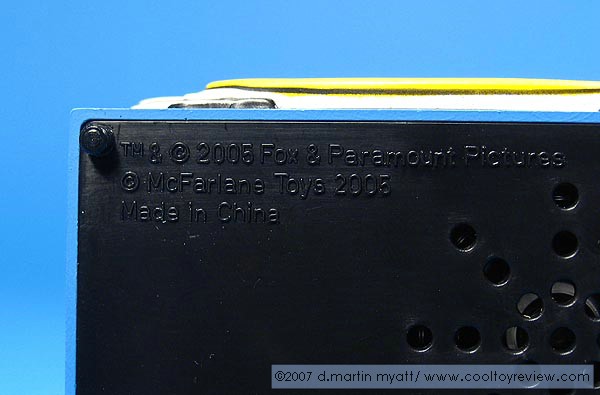 ™ & © 2005 Fox & Paramount Pictures
© McFarlane Toys 2005
Made in China
©2007 d.martin myatt/ www.cooltoyreview.com